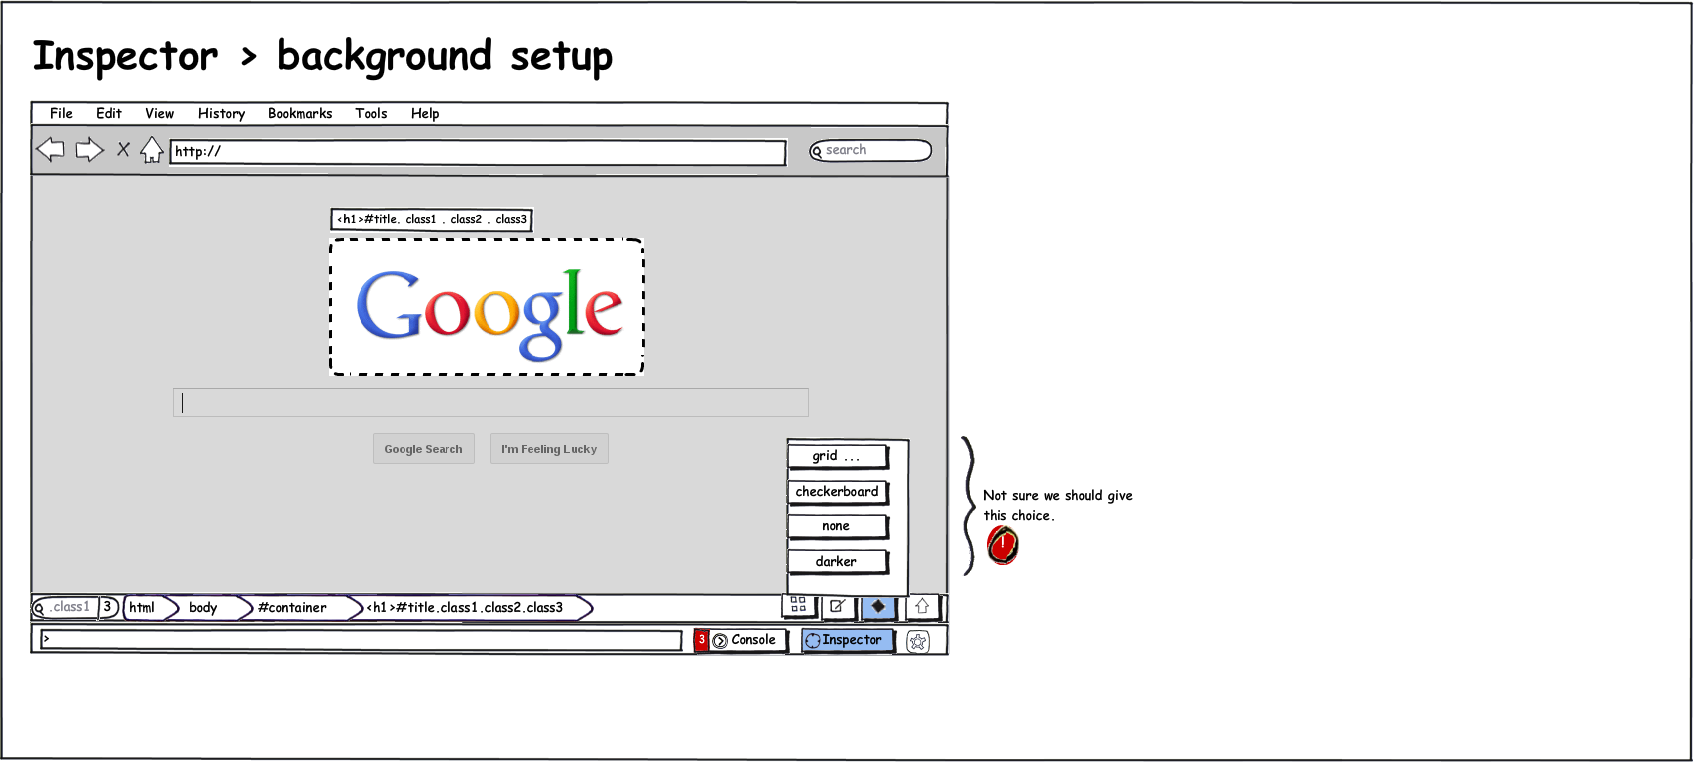 Inspector > background setup
File Edit View History Bookmarks Tools Help
X http:// search
<h1>#title. class1 . class2 . class3
Google
Google Search I'm Feeling Lucky
grid ...
checkerboard
none
darker
Not sure we should give
this choice.
!
.class1 3 html body #container <h1>#title.class1.class2.class3
> 3 Console Inspector